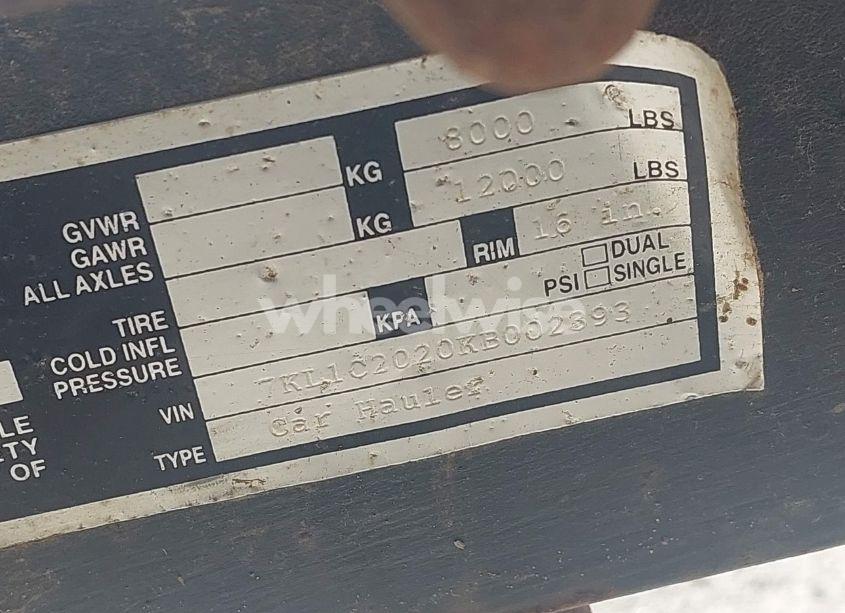 GVWR KG 8000 LBS
GAWR ALL AXLES KG 12000 LBS
TIRE RIM 16 in.
COLD INFL PRESSURE KPA PSI DUAL SINGLE
VIN 7KL1C2020KB002393
TYPE Car Hauler
LE
TY
OF
wheelwise